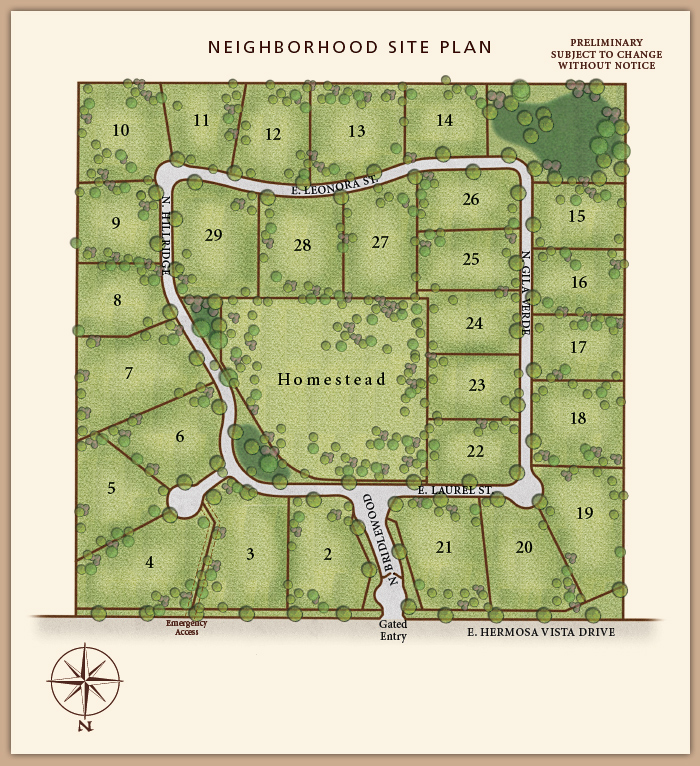 NEIGHBORHOOD SITE PLAN
PRELIMINARY
SUBJECT TO CHANGE
WITHOUT NOTICE
10
11
12
13
14
E. LEONORA ST.
9
N. HILLRIDGE
29
28
27
26
15
25
N. GILA VERDE
16
8
24
17
7
Homestead
23
18
6
22
5
E. LAUREL ST.
19
4
3
2
N. BRIDLEWOOD
21
20
Emergency
Access
Gated
Entry
E. HERMOSA VISTA DRIVE
N